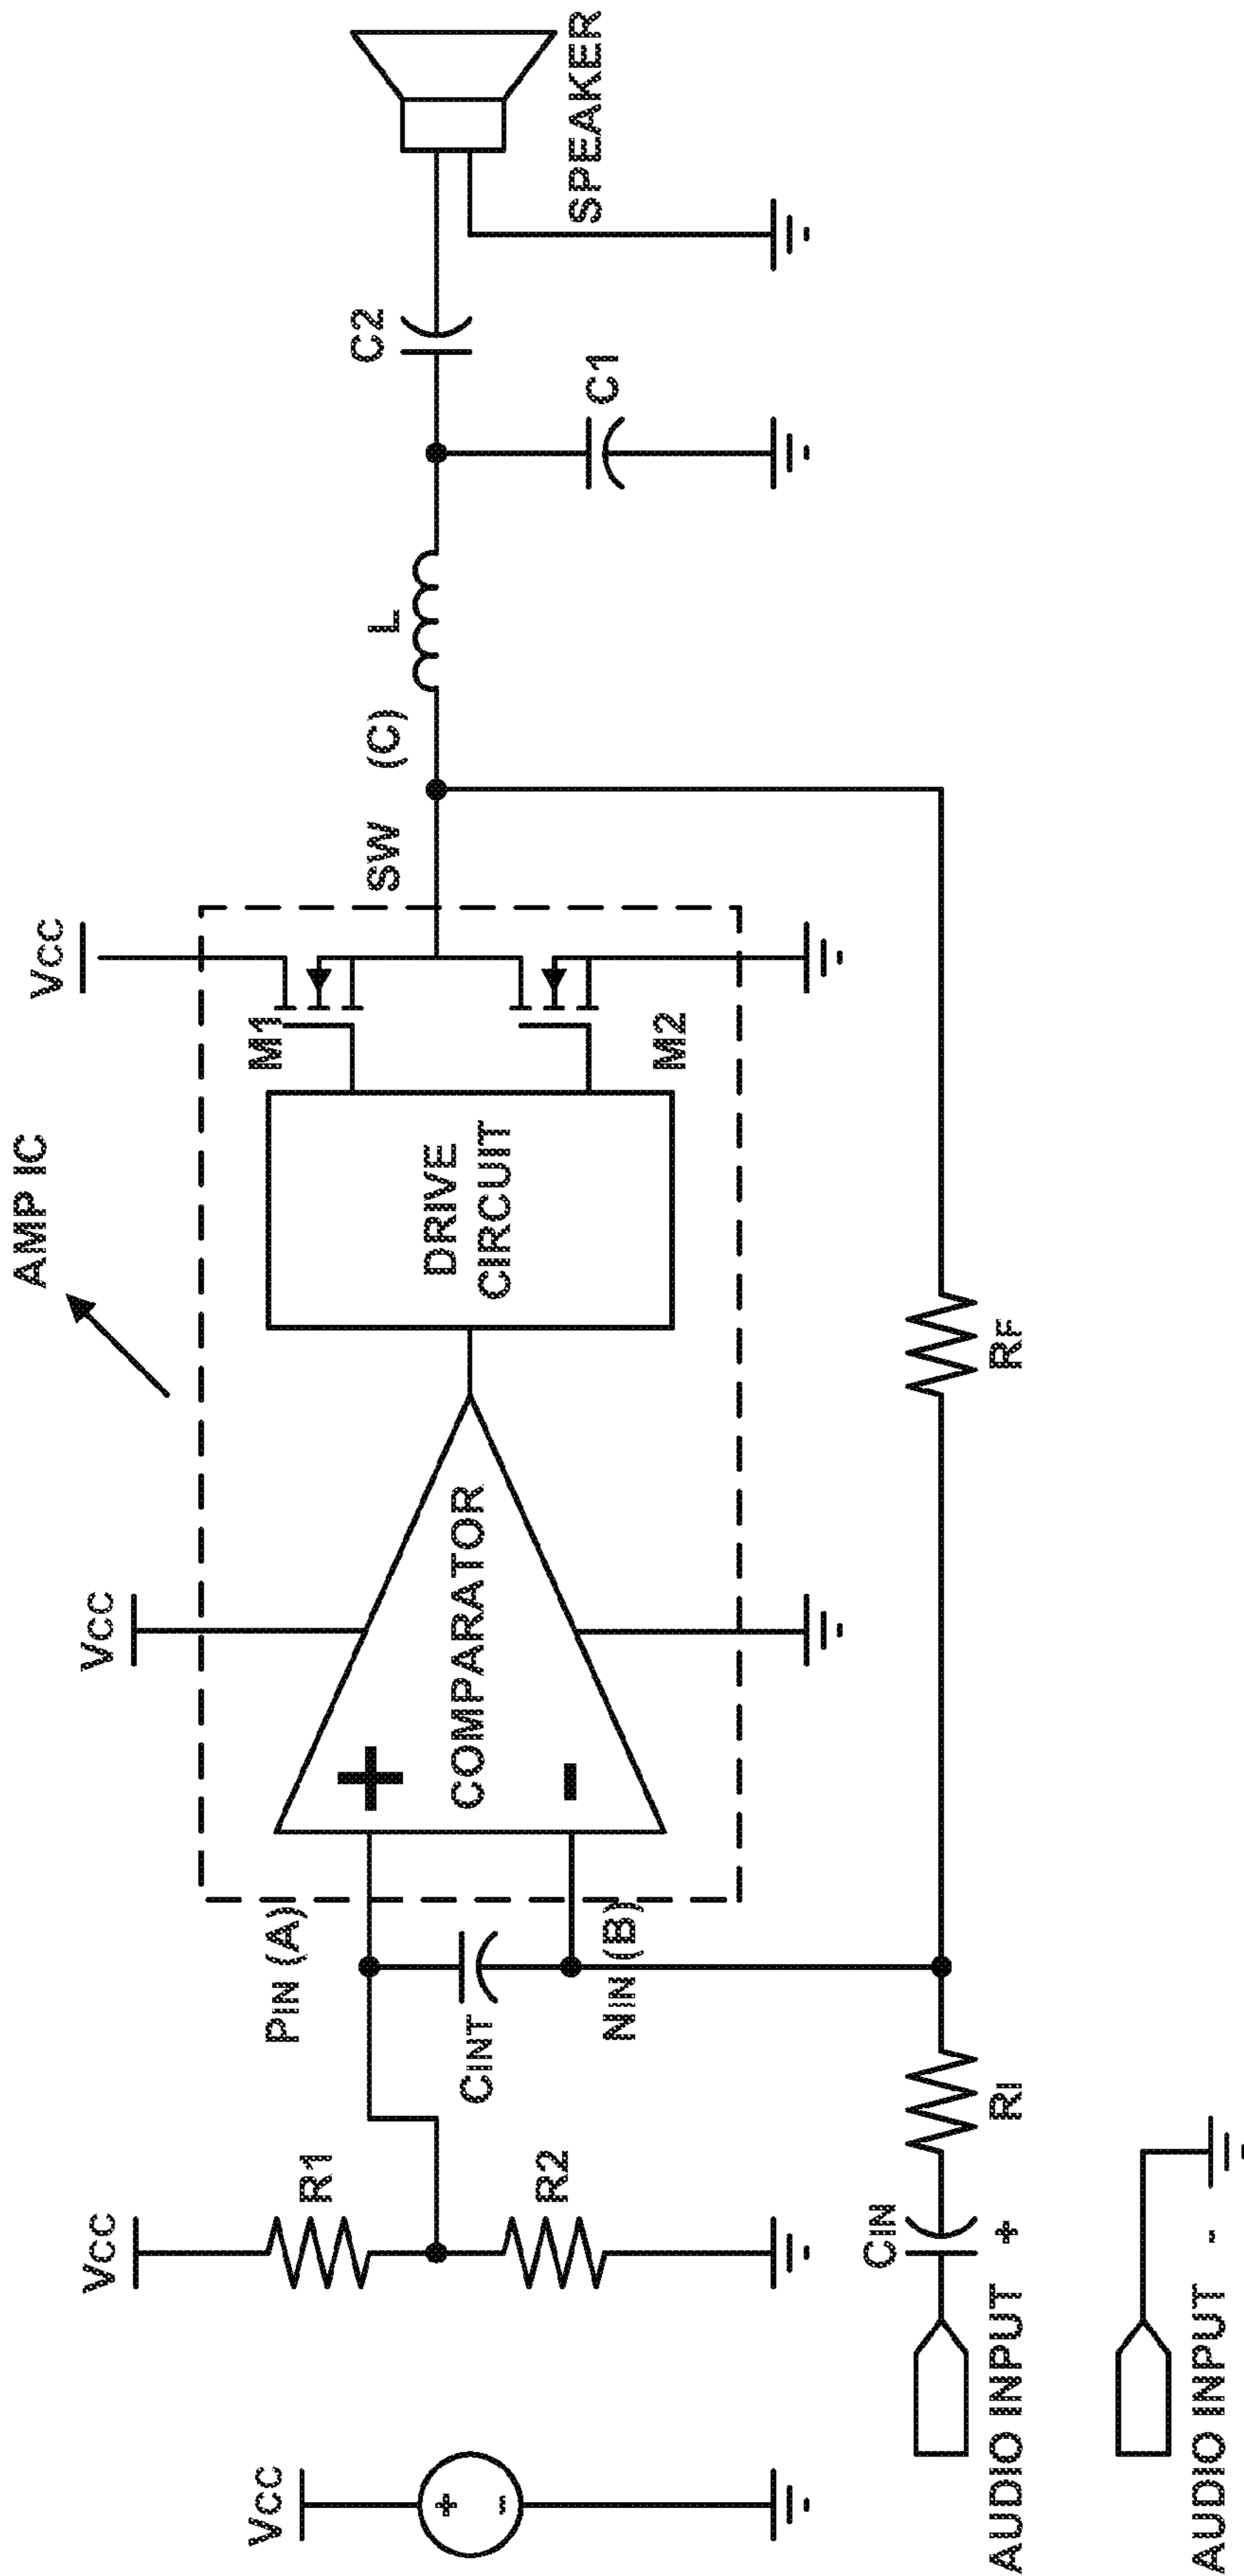 AMP IC
VCC
VCC
VCC
VCC
PIN (A)
M1
SW (C)
L
C2
SPEAKER
R1
+
COMPARATOR
-
DRIVE
CIRCUIT
C1
+
-
R2
CINT
NIN (B)
M2
CIN
RI
RF
AUDIO INPUT +
AUDIO INPUT -